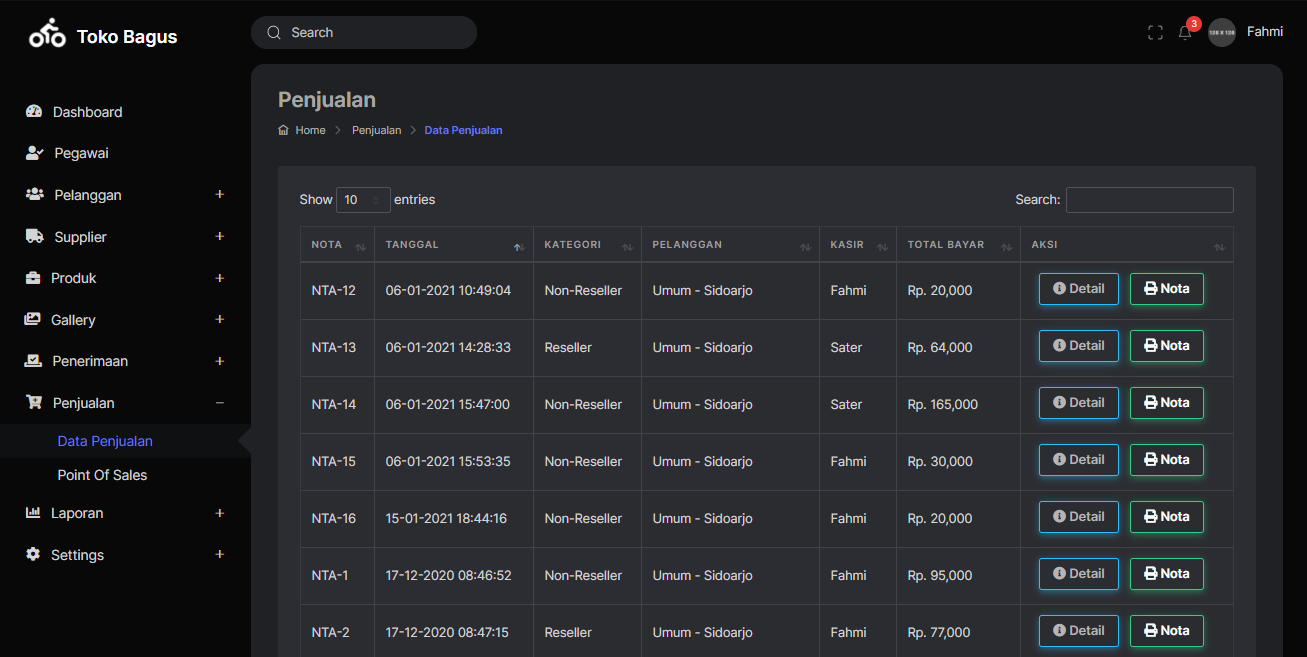 Toko Bagus
Search
3
128 X 128
Fahmi
Dashboard
Pegawai
Pelanggan +
Supplier +
Produk +
Gallery +
Penerimaan +
Penjualan −
Data Penjualan
Point Of Sales
Laporan +
Settings +
Penjualan
Home > Penjualan > Data Penjualan
Show 10 entries
Search:
NOTA TANGGAL KATEGORI PELANGGAN KASIR TOTAL BAYAR AKSI
NTA-12 06-01-2021 10:49:04 Non-Reseller Umum - Sidoarjo Fahmi Rp. 20,000 Detail Nota
NTA-13 06-01-2021 14:28:33 Reseller Umum - Sidoarjo Sater Rp. 64,000 Detail Nota
NTA-14 06-01-2021 15:47:00 Non-Reseller Umum - Sidoarjo Sater Rp. 165,000 Detail Nota
NTA-15 06-01-2021 15:53:35 Non-Reseller Umum - Sidoarjo Fahmi Rp. 30,000 Detail Nota
NTA-16 15-01-2021 18:44:16 Non-Reseller Umum - Sidoarjo Fahmi Rp. 20,000 Detail Nota
NTA-1 17-12-2020 08:46:52 Non-Reseller Umum - Sidoarjo Fahmi Rp. 95,000 Detail Nota
NTA-2 17-12-2020 08:47:15 Reseller Umum - Sidoarjo Fahmi Rp. 77,000 Detail Nota